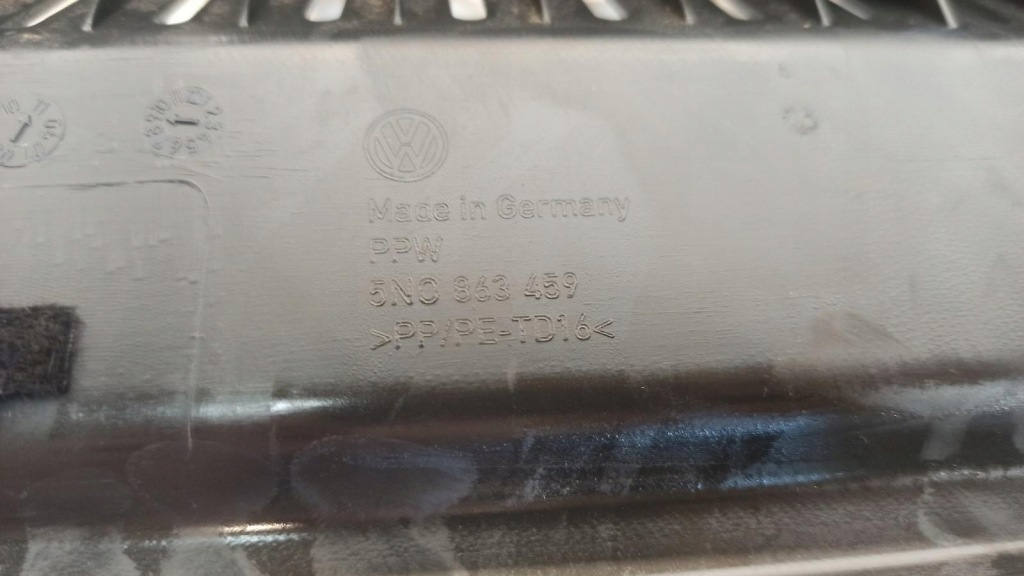 Made in Germany
PPW
5N0 863 459
>PP/PE-TD16<